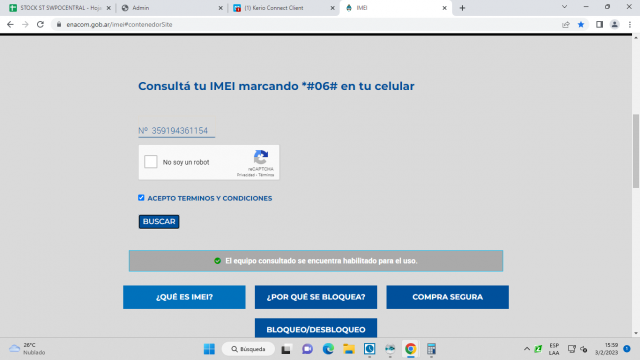 STOCK ST SWPOCENTRAL - Hoja
Admin
(1) Kerio Connect Client
IMEI
enacom.gob.ar/imei#contenedorSite
Consultá tu IMEI marcando *#06# en tu celular
Nº 359194361154
No soy un robot
reCAPTCHA
Privacidad - Términos
ACEPTO TERMINOS Y CONDICIONES
BUSCAR
El equipo consultado se encuentra habilitado para el uso.
¿QUÉ ES IMEI?
¿POR QUÉ SE BLOQUEA?
COMPRA SEGURA
BLOQUEO/DESBLOQUEO
26°C
Nublado
Búsqueda
ESP
LAA
15:59
3/2/2023